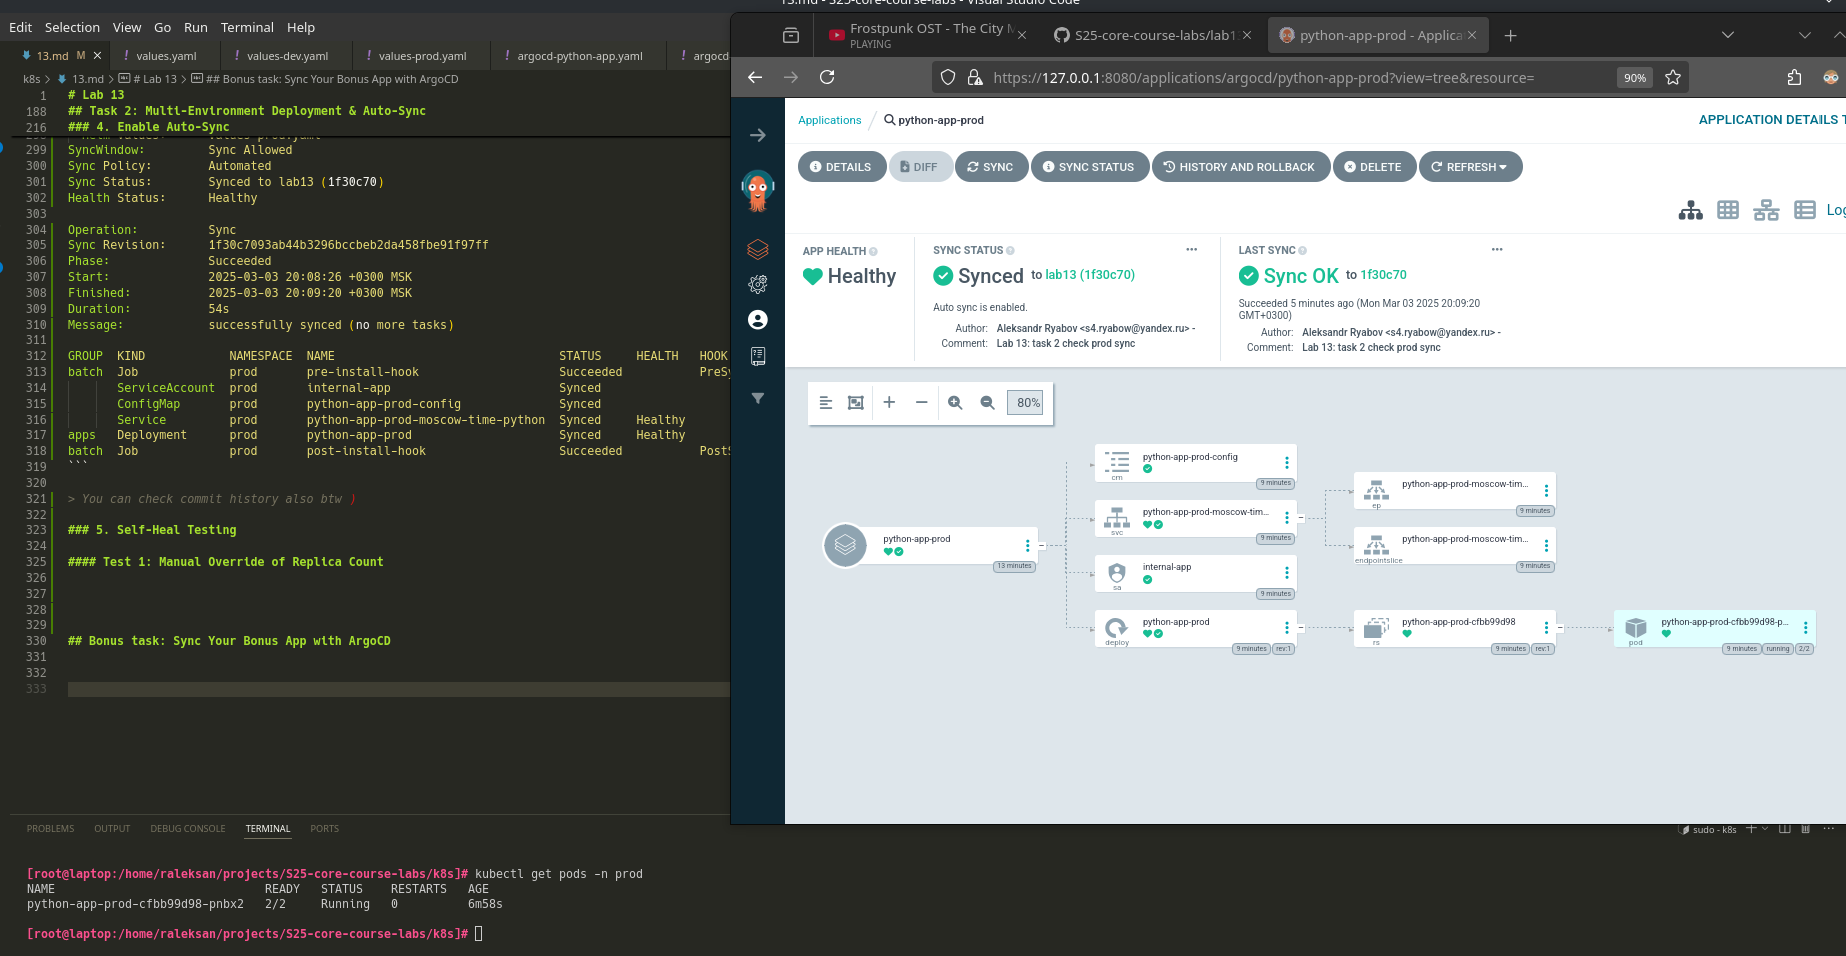 13.md - S25-core-course-labs - Visual Studio Code
Edit Selection View Go Run Terminal Help
13.md M
values.yaml
values-dev.yaml
values-prod.yaml
argocd-python-app.yaml
k8s > 13.md > # Lab 13 > ## Bonus task: Sync Your Bonus App with ArgoCD
1 # Lab 13
188 ## Task 2: Multi-Environment Deployment & Auto-Sync
216 ### 4. Enable Auto-Sync
299 SyncWindow: Sync Allowed
300 Sync Policy: Automated
301 Sync Status: Synced to lab13 (1f30c70)
302 Health Status: Healthy
303
304 Operation: Sync
305 Sync Revision: 1f30c7093ab44b3296bccbeb2da458fbe91f97ff
306 Phase: Succeeded
307 Start: 2025-03-03 20:08:26 +0300 MSK
308 Finished: 2025-03-03 20:09:20 +0300 MSK
309 Duration: 54s
310 Message: successfully synced (no more tasks)
311
312 GROUP KIND NAMESPACE NAME STATUS HEALTH HOOK
313 batch Job prod pre-install-hook Succeeded PreSy
314 ServiceAccount prod internal-app Synced
315 ConfigMap prod python-app-prod-config Synced
316 Service prod python-app-prod-moscow-time-python Synced Healthy
317 apps Deployment prod python-app-prod Synced Healthy
318 batch Job prod post-install-hook Succeeded PostS
319 ```
320
321 > You can check commit history also btw )
322
323 ### 5. Self-Heal Testing
324
325 #### Test 1: Manual Override of Replica Count
326
327
328
329
330 ## Bonus task: Sync Your Bonus App with ArgoCD
331
332
333
PROBLEMS OUTPUT DEBUG CONSOLE TERMINAL PORTS
sudo - k8s
[root@laptop:/home/raleksan/projects/S25-core-course-labs/k8s]# kubectl get pods -n prod
NAME READY STATUS RESTARTS AGE
python-app-prod-cfbb99d98-pnbx2 2/2 Running 0 6m58s
[root@laptop:/home/raleksan/projects/S25-core-course-labs/k8s]#
Frostpunk OST - The City
PLAYING
S25-core-course-labs/lab1
python-app-prod - Applica
https://127.0.0.1:8080/applications/argocd/python-app-prod?view=tree&resource=
90%
Applications / python-app-prod
APPLICATION DETAILS T
DETAILS DIFF SYNC SYNC STATUS HISTORY AND ROLLBACK DELETE REFRESH
Log
APP HEALTH
Healthy
SYNC STATUS
Synced to lab13 (1f30c70)
Auto sync is enabled.
Author: Aleksandr Ryabov <s4.ryabow@yandex.ru> -
Comment: Lab 13: task 2 check prod sync
LAST SYNC
Sync OK to 1f30c70
Succeeded 5 minutes ago (Mon Mar 03 2025 20:09:20
GMT+0300)
Author: Aleksandr Ryabov <s4.ryabow@yandex.ru> -
Comment: Lab 13: task 2 check prod sync
80%
python-app-prod
13 minutes
python-app-prod-config
cm
9 minutes
python-app-prod-moscow-tim...
svc
9 minutes
internal-app
sa
9 minutes
python-app-prod
deploy
9 minutes rev:1
python-app-prod-moscow-tim...
ep
9 minutes
python-app-prod-moscow-tim...
endpointslice
9 minutes
python-app-prod-cfbb99d98
rs
9 minutes rev:1
python-app-prod-cfbb99d98-p...
pod
9 minutes running 2/2